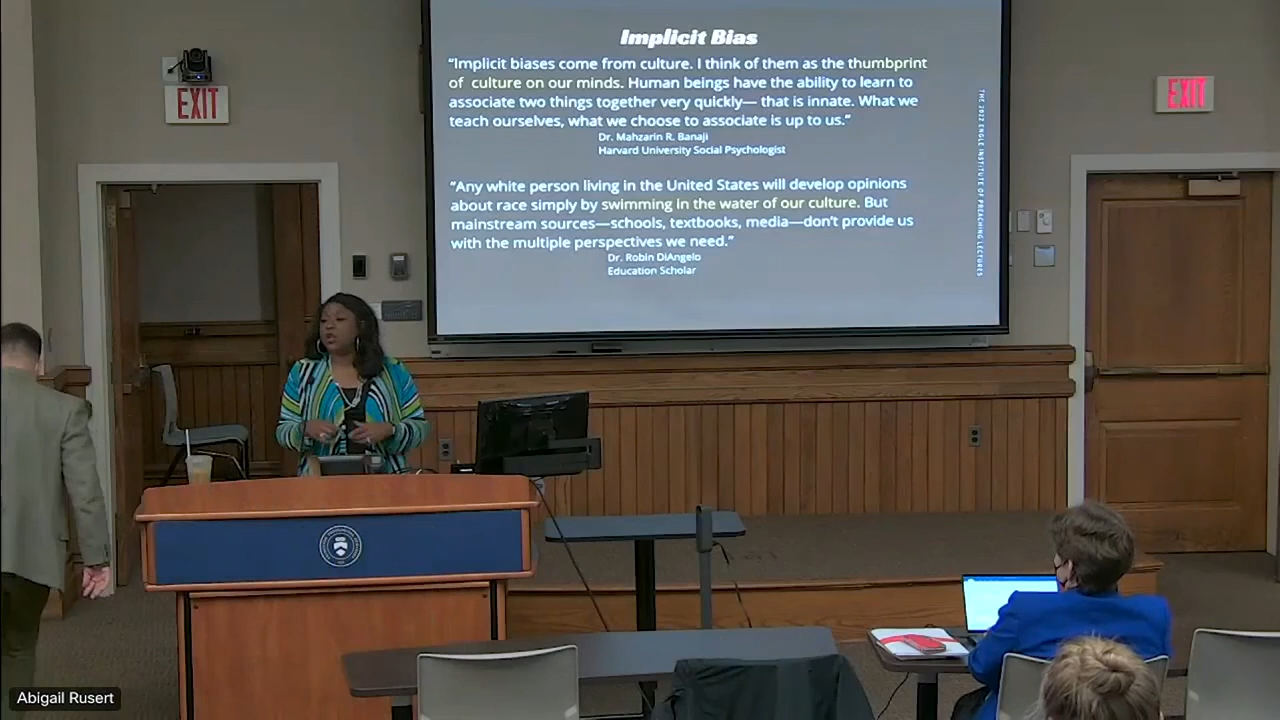 Implicit Bias
“Implicit biases come from culture. I think of them as the thumbprint
of culture on our minds. Human beings have the ability to learn to
associate two things together very quickly— that is innate. What we
teach ourselves, what we choose to associate is up to us.”
Dr. Mahzarin R. Banaji
Harvard University Social Psychologist
“Any white person living in the United States will develop opinions
about race simply by swimming in the water of our culture. But
mainstream sources—schools, textbooks, media—don’t provide us
with the multiple perspectives we need.”
Dr. Robin DiAngelo
Education Scholar
THE 2022 ENGLE INSTITUTE OF PREACHING LECTURES
EXIT
EXIT
Abigail Rusert